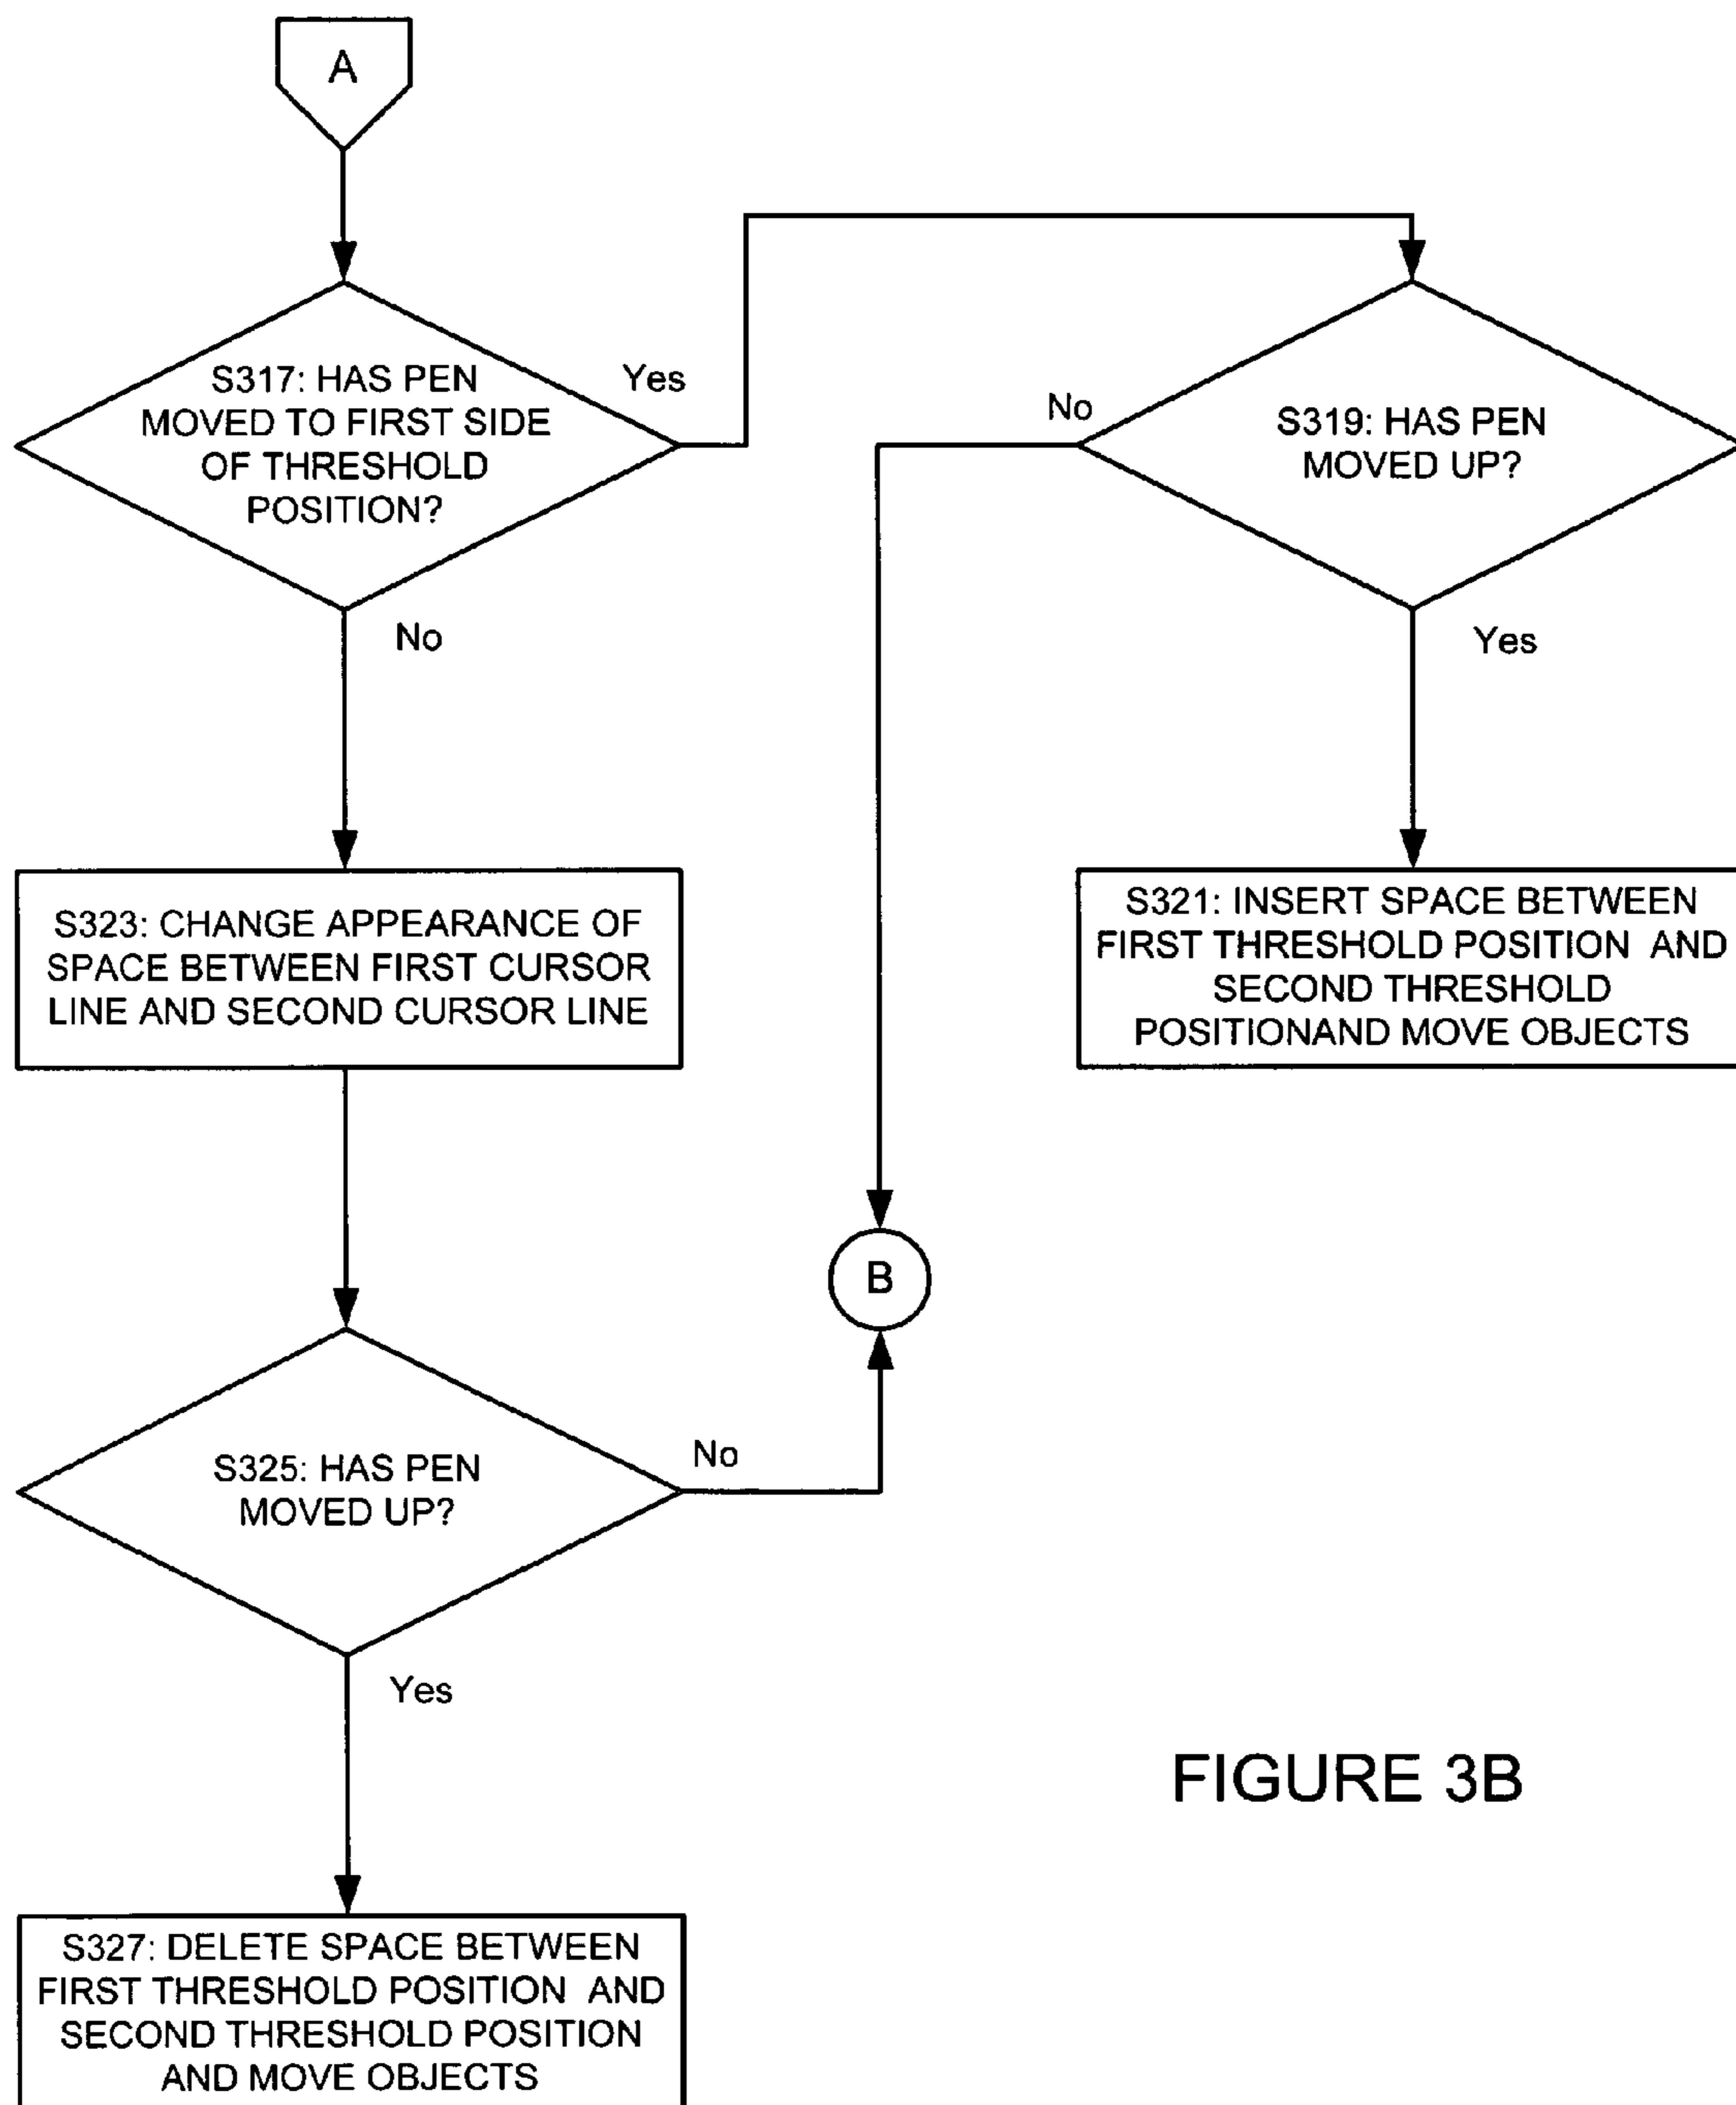 A
S317: HAS PEN
MOVED TO FIRST SIDE
OF THRESHOLD
POSITION?
Yes
No
S319: HAS PEN
MOVED UP?
No
Yes
S323: CHANGE APPEARANCE OF
SPACE BETWEEN FIRST CURSOR
LINE AND SECOND CURSOR LINE
S321: INSERT SPACE BETWEEN
FIRST THRESHOLD POSITION AND
SECOND THRESHOLD
POSITIONAND MOVE OBJECTS
B
S325: HAS PEN
MOVED UP?
No
Yes
S327: DELETE SPACE BETWEEN
FIRST THRESHOLD POSITION AND
SECOND THRESHOLD POSITION
AND MOVE OBJECTS
FIGURE 3B